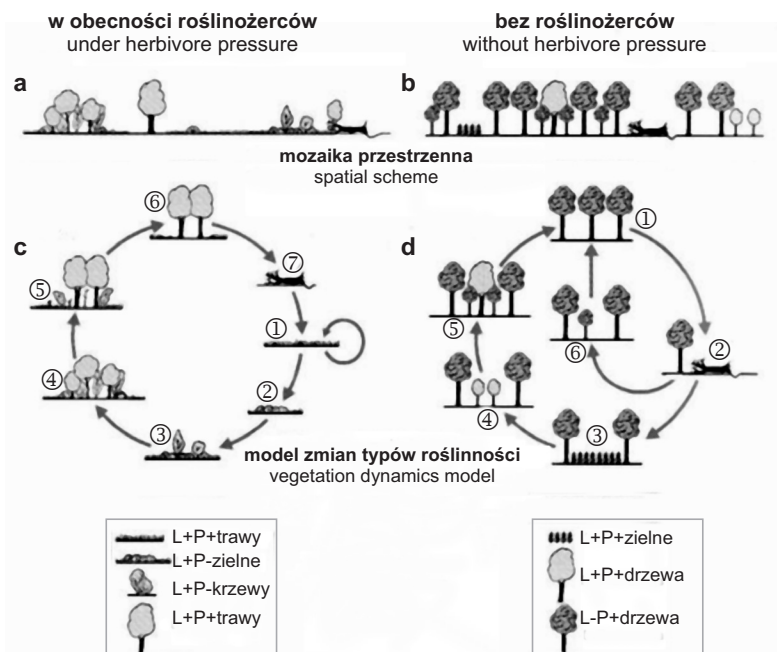 w obecności roślinożerców
under herbivore pressure
bez roślinożerców
without herbivore pressure
a
b
mozaika przestrzenna
spatial scheme
c
⑥
⑦
①
②
③
④
⑤
d
①
②
③
④
⑤
⑥
model zmian typów roślinności
vegetation dynamics model
L+P+trawy
L+P-zielne
L+P-krzewy
L+P+trawy
L+P+zielne
L+P+drzewa
L-P+drzewa